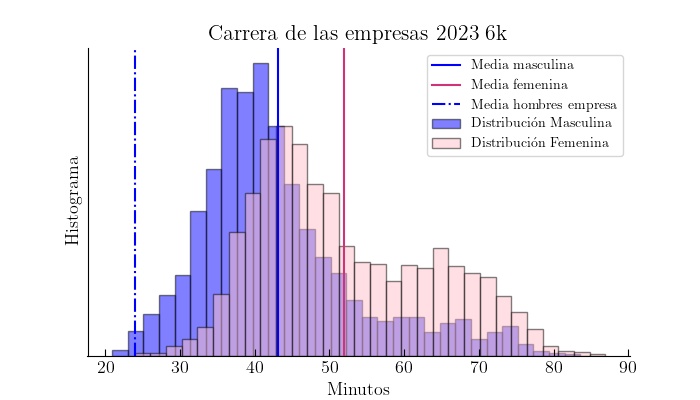 Carrera de las empresas 2023 6k
Media masculina
Media femenina
Media hombres empresa
Distribución Masculina
Distribución Femenina
Histograma
20 30 40 50 60 70 80 90
Minutos